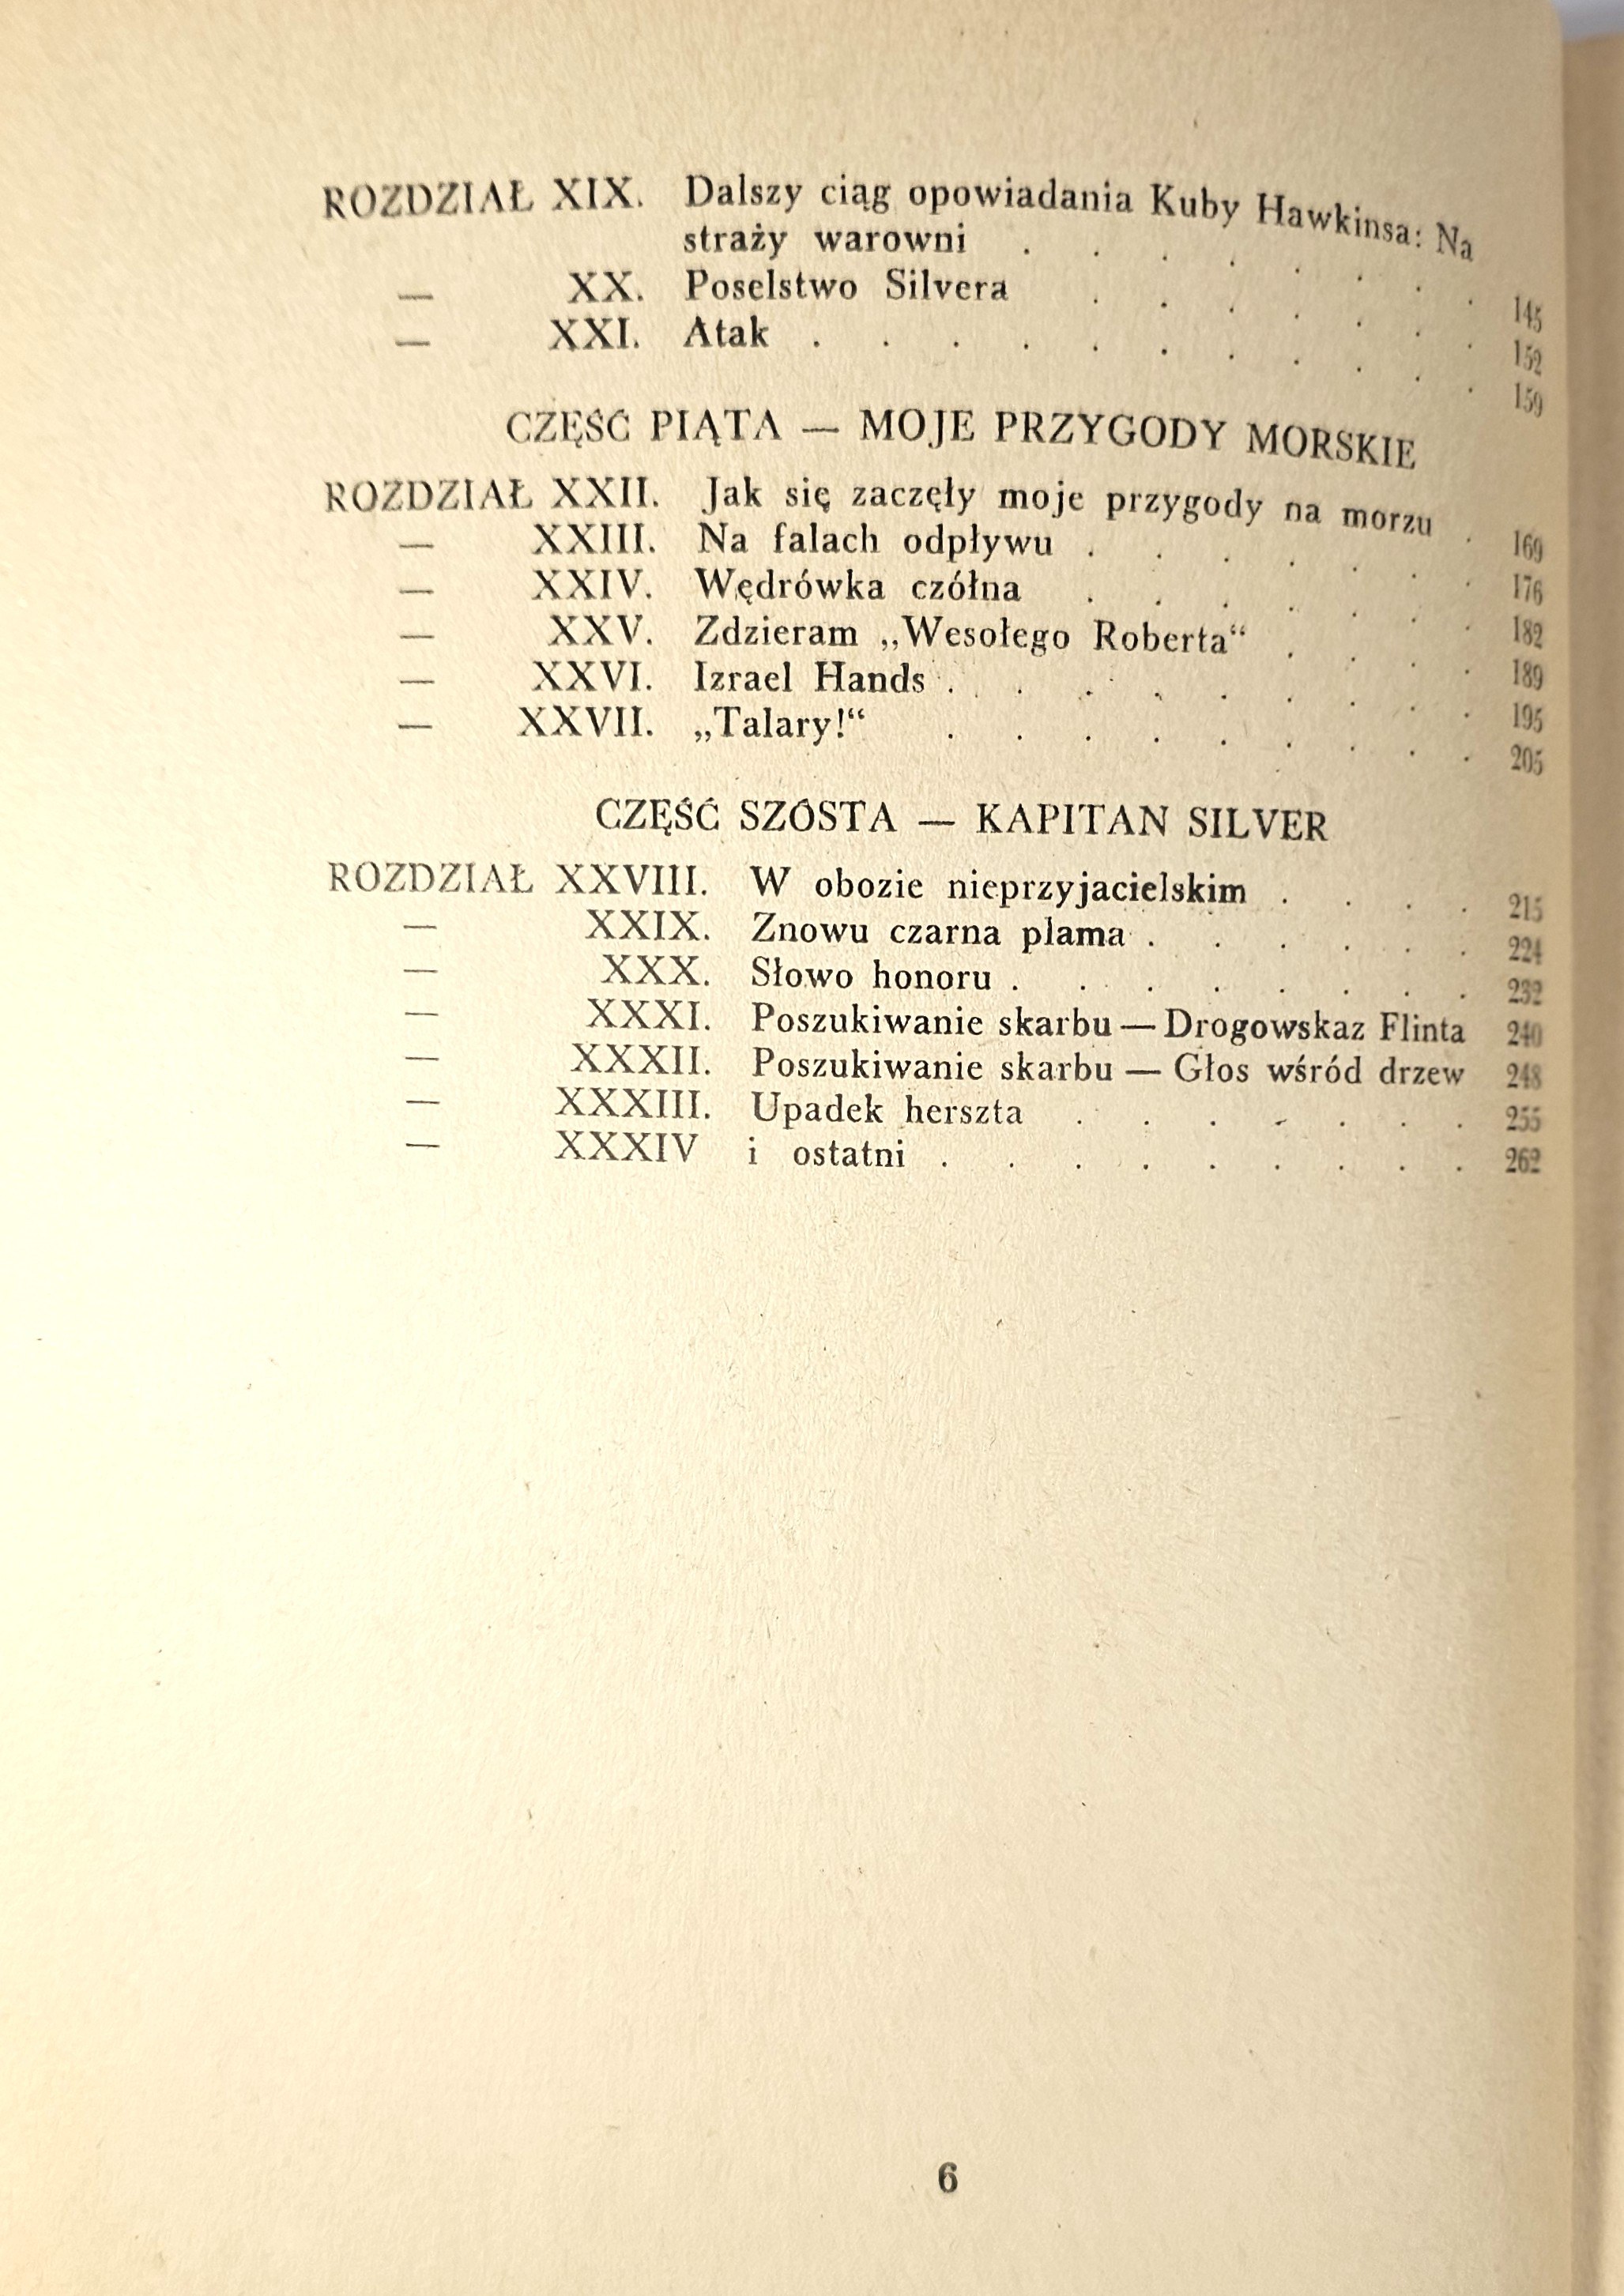 ROZDZIAŁ XIX. Dalszy ciąg opowiadania Kuby Hawkinsa: Na
straży warowni . . . . . . . 145
— XX. Poselstwo Silvera . . . . . . 152
— XXI. Atak . . . . . . . . . . 159
CZĘŚĆ PIĄTA — MOJE PRZYGODY MORSKIE
ROZDZIAŁ XXII. Jak się zaczęły moje przygody na morzu . 169
— XXIII. Na falach odpływu . . . . . . . 176
— XXIV. Wędrówka czółna . . . . . . . 182
— XXV. Zdzieram „Wesołego Roberta“ . . . . 189
— XXVI. Izrael Hands . . . . . . . . . 195
— XXVII. „Talary!“ . . . . . . . . . 205
CZĘŚĆ SZÓSTA — KAPITAN SILVER
ROZDZIAŁ XXVIII. W obozie nieprzyjacielskim . . . . 215
— XXIX. Znowu czarna plama . . . . . . 224
— XXX. Słowo honoru . . . . . . . . 232
— XXXI. Poszukiwanie skarbu — Drogowskaz Flinta 240
— XXXII. Poszukiwanie skarbu — Głos wśród drzew 248
— XXXIII. Upadek herszta . . . . . . . 255
— XXXIV i ostatni . . . . . . . . . 262
6